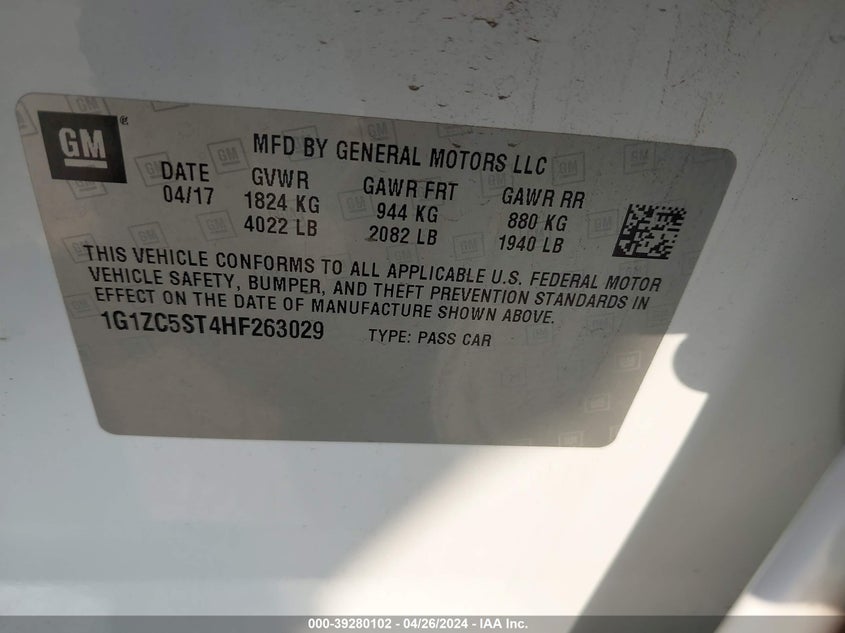 GM
MFD BY GENERAL MOTORS LLC
DATE GVWR GAWR FRT GAWR RR
04/17 1824 KG 944 KG 880 KG
4022 LB 2082 LB 1940 LB
THIS VEHICLE CONFORMS TO ALL APPLICABLE U.S. FEDERAL MOTOR
VEHICLE SAFETY, BUMPER, AND THEFT PREVENTION STANDARDS IN
EFFECT ON THE DATE OF MANUFACTURE SHOWN ABOVE.
1G1ZC5ST4HF263029 TYPE: PASS CAR
000-39280102 - 04/26/2024 - IAA Inc.